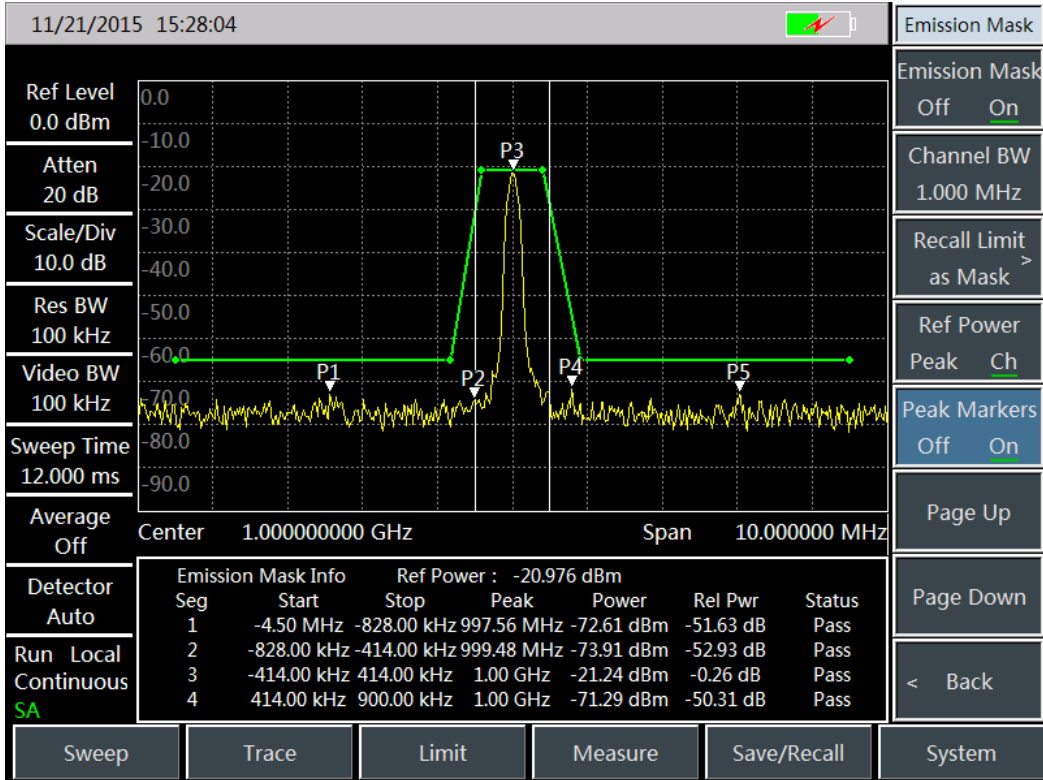 11/21/2015 15:28:04
Emission Mask
Ref Level
0.0 dBm
Atten
20 dB
Scale/Div
10.0 dB
Res BW
100 kHz
Video BW
100 kHz
Sweep Time
12.000 ms
Average
Off
Detector
Auto
Run Local
Continuous
SA
0.0
-10.0
-20.0
-30.0
-40.0
-50.0
-60.0
-70.0
-80.0
-90.0
P1
P2
P3
P4
P5
Center 1.0000000000 GHz Span 10.000000 MHz
Emission Mask Info Ref Power : -20.976 dBm
Seg Start Stop Peak Power Rel Pwr Status
1 -4.50 MHz -828.00 kHz 997.56 MHz -72.61 dBm -51.63 dB Pass
2 -828.00 kHz -414.00 kHz 999.48 MHz -73.91 dBm -52.93 dB Pass
3 -414.00 kHz 414.00 kHz 1.00 GHz -21.24 dBm -0.26 dB Pass
4 414.00 kHz 900.00 kHz 1.00 GHz -71.29 dBm -50.31 dB Pass
Emission Mask
Off On
Channel BW
1.000 MHz
Recall Limit
as Mask >
Ref Power
Peak Ch
Peak Markers
Off On
Page Up
Page Down
< Back
Sweep Trace Limit Measure Save/Recall System